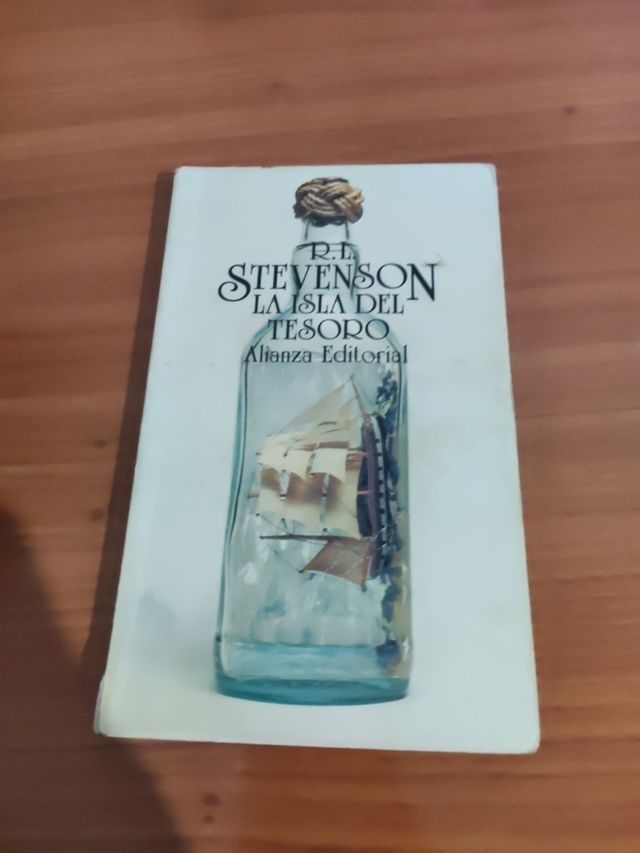 R.L.
STEVENSON
LA ISLA DEL
TESORO
Alianza Editorial